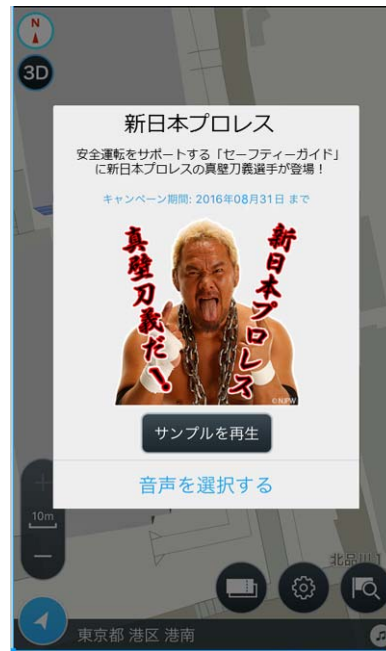 N
3D
新日本プロレス
安全運転をサポートする「セーフティーガイド」
に新日本プロレスの真壁刀義選手が登場！
キャンペーン期間: 2016年08月31日 まで
真壁刀義だ！
新日本プロレス
©NJPW
サンプルを再生
音声を選択する
+
10m
−
北品川1
東京都 港区 港南